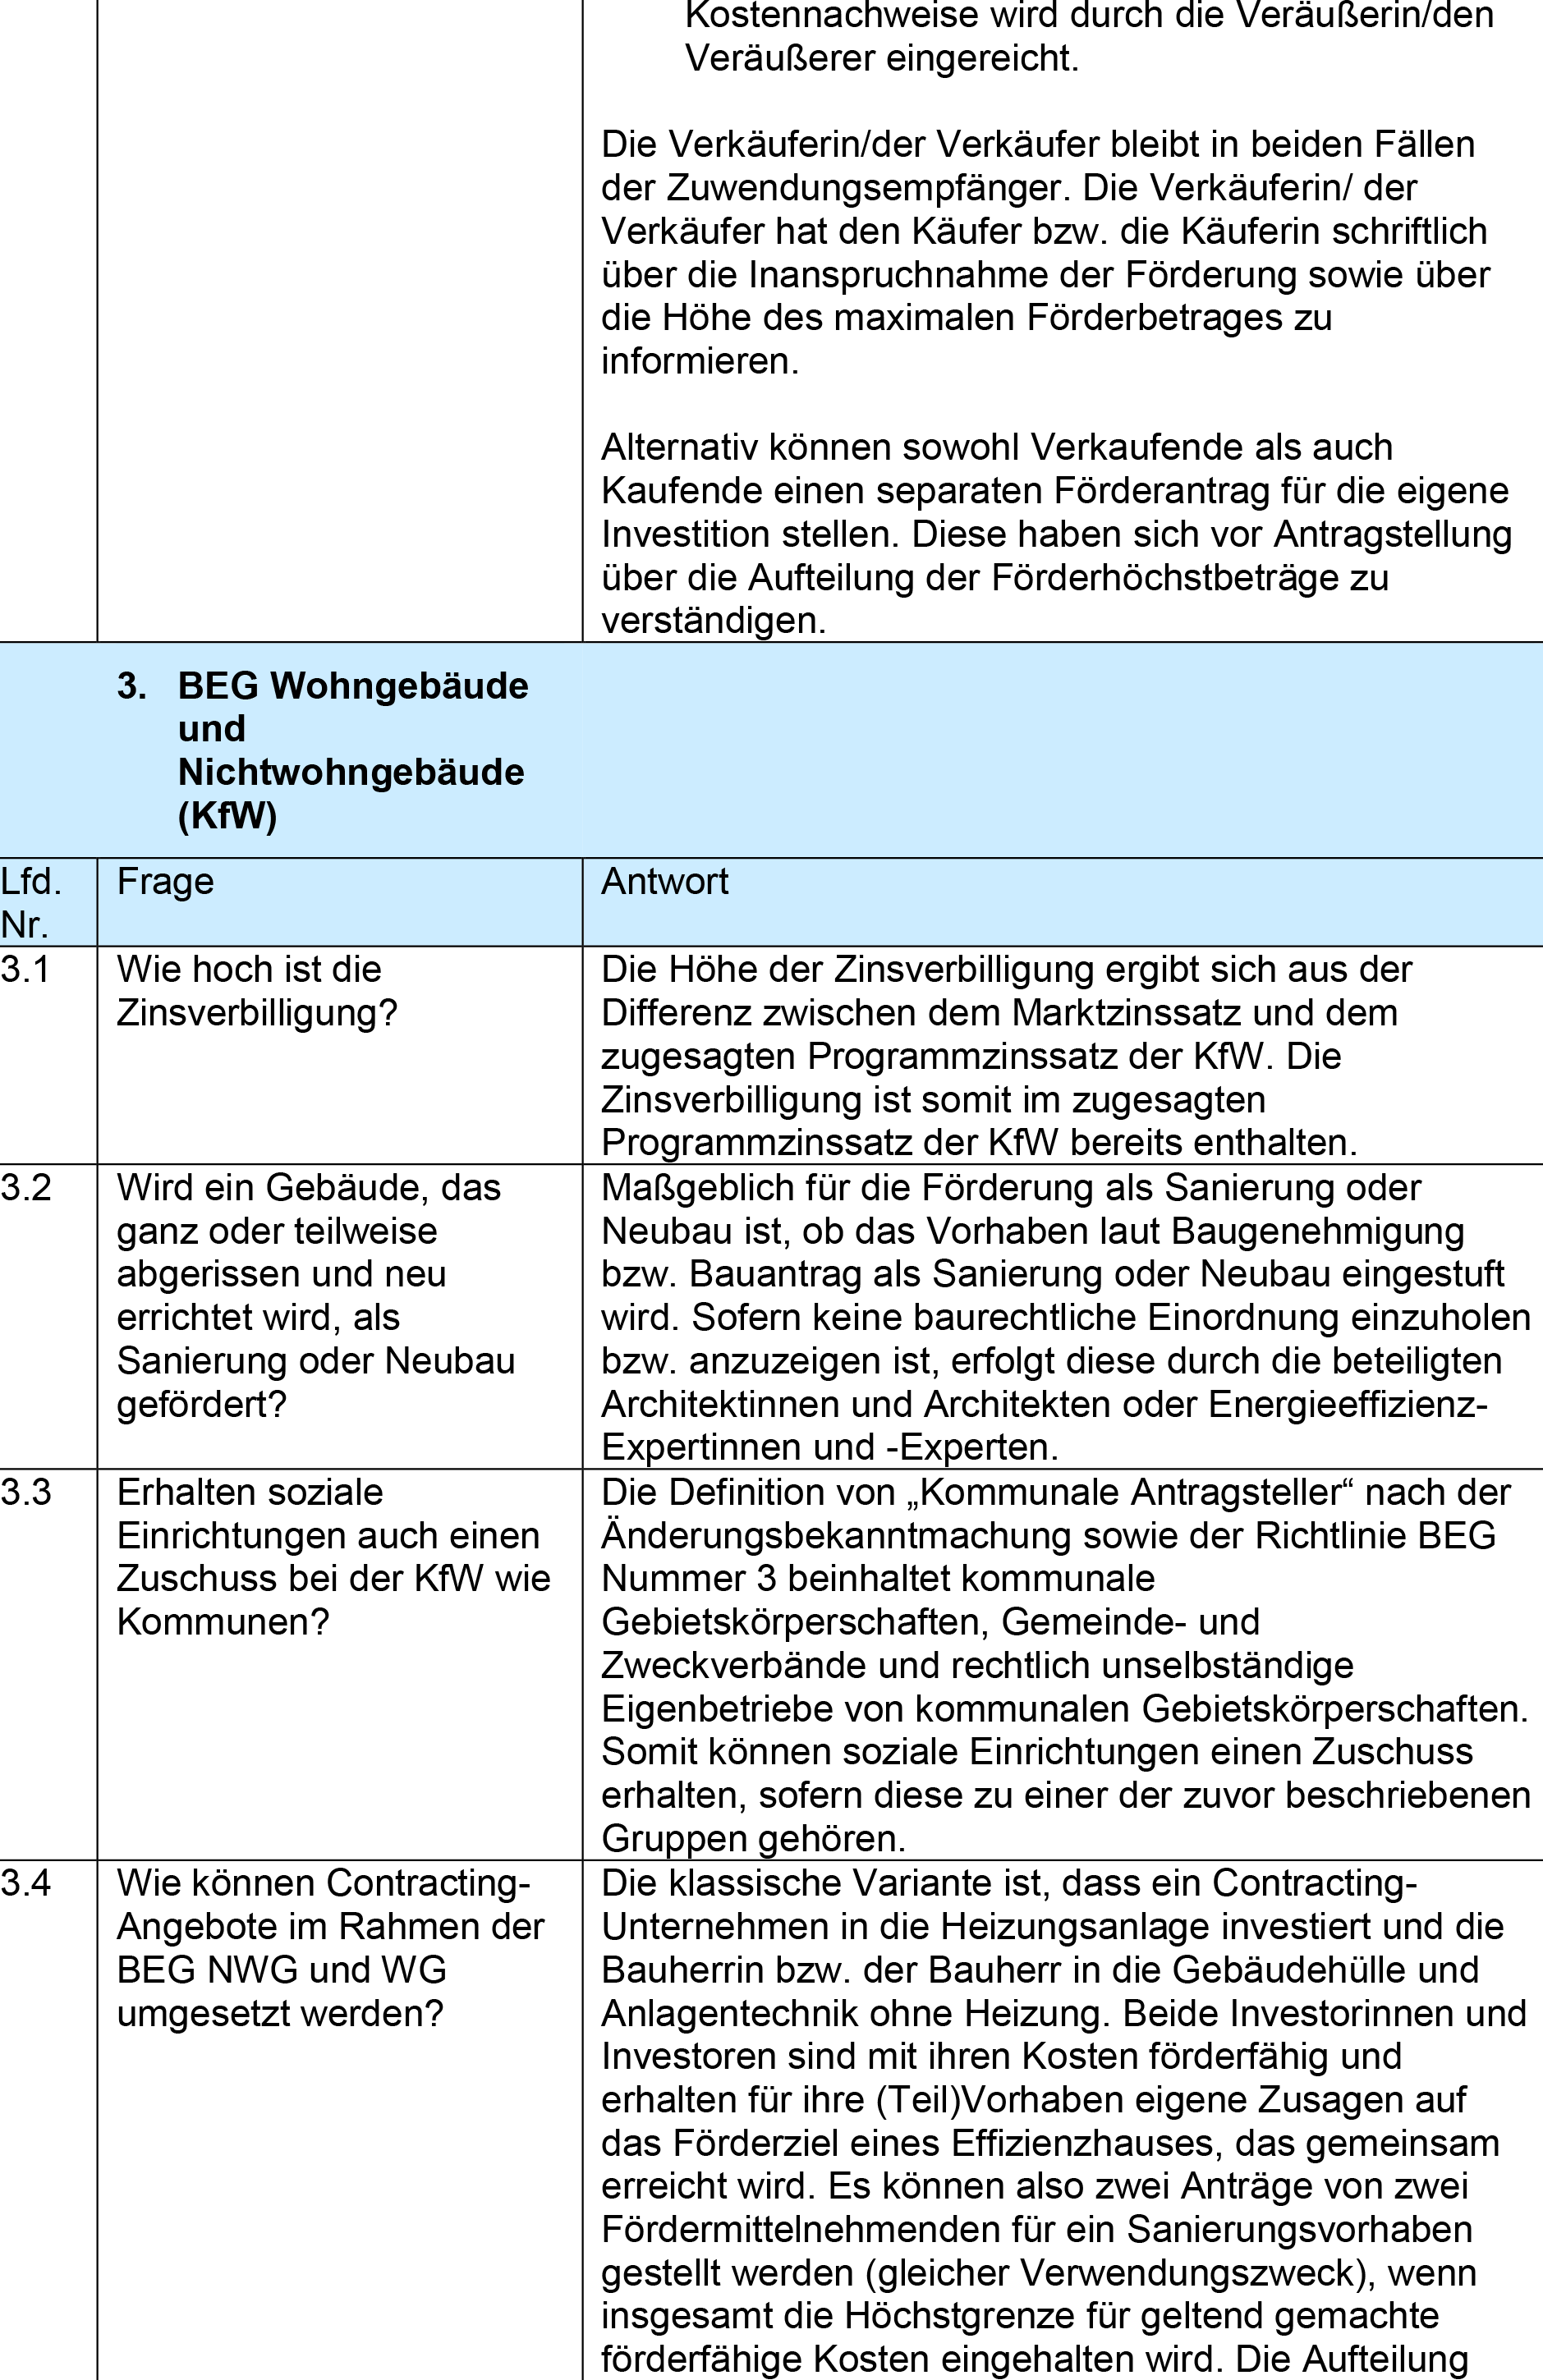 Kostennachweise wird durch die Veräußerin/den
Veräußerer eingereicht.
Die Verkäuferin/der Verkäufer bleibt in beiden Fällen
der Zuwendungsempfänger. Die Verkäuferin/ der
Verkäufer hat den Käufer bzw. die Käuferin schriftlich
über die Inanspruchnahme der Förderung sowie über
die Höhe des maximalen Förderbetrages zu
informieren.
Alternativ können sowohl Verkaufende als auch
Kaufende einen separaten Förderantrag für die eigene
Investition stellen. Diese haben sich vor Antragstellung
über die Aufteilung der Förderhöchstbeträge zu
verständigen.
3. BEG Wohngebäude
und
Nichtwohngebäude
(KfW)
Lfd.
Nr.
Frage
Antwort
3.1
Wie hoch ist die
Zinsverbilligung?
Die Höhe der Zinsverbilligung ergibt sich aus der
Differenz zwischen dem Marktzinssatz und dem
zugesagten Programmzinssatz der KfW. Die
Zinsverbilligung ist somit im zugesagten
Programmzinssatz der KfW bereits enthalten.
3.2
Wird ein Gebäude, das
ganz oder teilweise
abgerissen und neu
errichtet wird, als
Sanierung oder Neubau
gefördert?
Maßgeblich für die Förderung als Sanierung oder
Neubau ist, ob das Vorhaben laut Baugenehmigung
bzw. Bauantrag als Sanierung oder Neubau eingestuft
wird. Sofern keine baurechtliche Einordnung einzuholen
bzw. anzuzeigen ist, erfolgt diese durch die beteiligten
Architektinnen und Architekten oder Energieeffizienz-
Expertinnen und -Experten.
3.3
Erhalten soziale
Einrichtungen auch einen
Zuschuss bei der KfW wie
Kommunen?
Die Definition von „Kommunale Antragsteller“ nach der
Änderungsbekanntmachung sowie der Richtlinie BEG
Nummer 3 beinhaltet kommunale
Gebietskörperschaften, Gemeinde- und
Zweckverbände und rechtlich unselbständige
Eigenbetriebe von kommunalen Gebietskörperschaften.
Somit können soziale Einrichtungen einen Zuschuss
erhalten, sofern diese zu einer der zuvor beschriebenen
Gruppen gehören.
3.4
Wie können Contracting-
Angebote im Rahmen der
BEG NWG und WG
umgesetzt werden?
Die klassische Variante ist, dass ein Contracting-
Unternehmen in die Heizungsanlage investiert und die
Bauherrin bzw. der Bauherr in die Gebäudehülle und
Anlagentechnik ohne Heizung. Beide Investorinnen und
Investoren sind mit ihren Kosten förderfähig und
erhalten für ihre (Teil)Vorhaben eigene Zusagen auf
das Förderziel eines Effizienzhauses, das gemeinsam
erreicht wird. Es können also zwei Anträge von zwei
Fördermittelnehmenden für ein Sanierungsvorhaben
gestellt werden (gleicher Verwendungszweck), wenn
insgesamt die Höchstgrenze für geltend gemachte
förderfähige Kosten eingehalten wird. Die Aufteilung